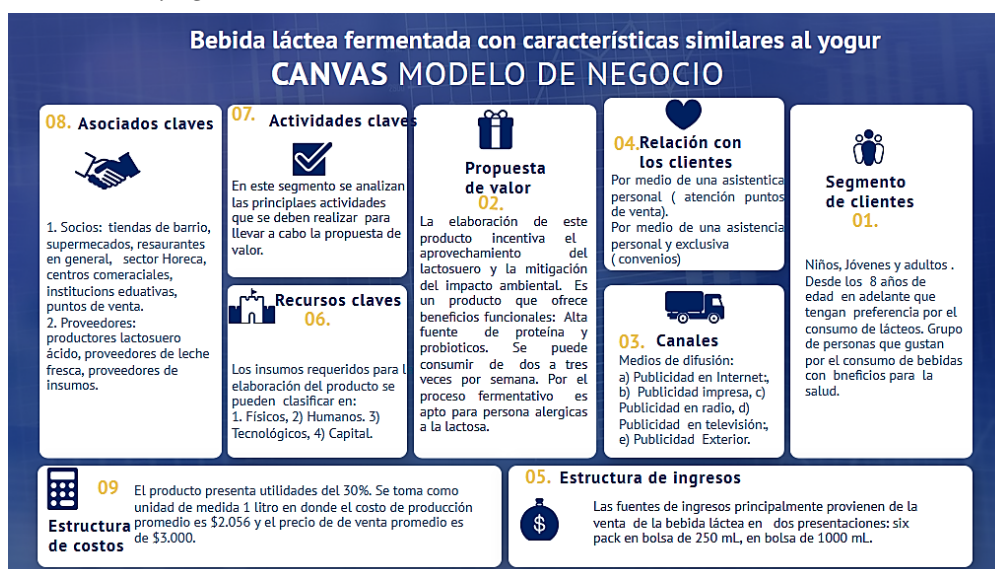 Bebida láctea fermentada con características similares al yogur
CANVAS MODELO DE NEGOCIO
08. Asociados claves
1. Socios: tiendas de barrio,
supermecados, resaurantes
en general, sector Horeca,
centros comeraciales,
institucions eduativas,
puntos de venta.
2. Proveedores:
productores lactosuero
ácido, proveedores de leche
fresca, proveedores de
insumos.
07. Actividades claves
En este segmento se analizan
las principlaes actividades
que se deben realizar para
llevar a cabo la propuesta de
valor.
Recursos claves
06.
Los insumos requeridos para l
elaboración del producto se
pueden clasificar en:
1. Físicos, 2) Humanos. 3)
Tecnológicos, 4) Capital.
Propuesta
de valor
02.
La elaboración de este
producto incentiva el
aprovechamiento del
lactosuero y la mitigación
del impacto ambiental. Es
un producto que ofrece
beneficios funcionales: Alta
fuente de proteína y
probioticos. Se puede
consumir de dos a tres
veces por semana. Por el
proceso fermentativo es
apto para persona alergicas
a la lactosa.
04. Relación con
los clientes
Por medio de una asistentica
personal ( atención puntos
de venta).
Por medio de una asistencia
personal y exclusiva
( convenios)
03. Canales
Medios de difusión:
a) Publicidad en Internet:,
b) Publicidad impresa, c)
Publicidad en radio, d)
Publicidad en televisión:,
e) Publicidad Exterior.
Segmento
de clientes
01.
Niños, Jóvenes y adultos .
Desde los 8 años de
edad en adelante que
tengan preferencia por el
consumo de lácteos. Grupo
de personas que gustan
por el consumo de bebidas
con bneficios para la
salud.
09
Estructura
de costos
El producto presenta utilidades del 30%. Se toma como
unidad de medida 1 litro en donde el costo de producción
promedio es $2.056 y el precio de de venta promedio es
de $3.000.
05. Estructura de ingresos
$
Las fuentes de ingresos principalmente provienen de la
venta de la bebida láctea en dos presentaciones: six
pack en bolsa de 250 mL, en bolsa de 1000 mL.